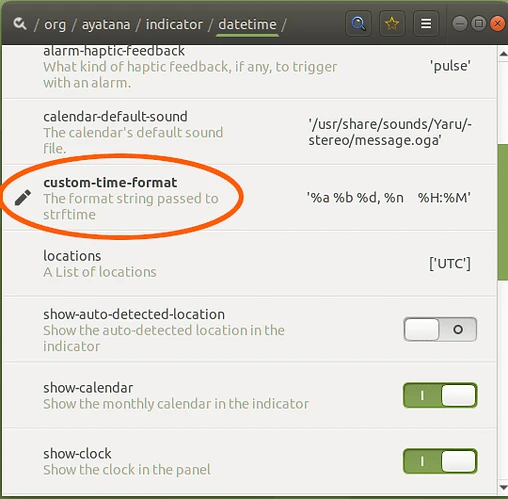 / org / ayatana / indicator / datetime /
alarm-haptic-feedback
What kind of haptic feedback, if any, to trigger
with an alarm.
'pulse'
calendar-default-sound
The calendar's default sound
file.
'/usr/share/sounds/Yaru/-
stereo/message.oga'
custom-time-format
The format string passed to
strftime
'%a %b %d, %n    %H:%M'
locations
A List of locations
['UTC']
show-auto-detected-location
Show the auto-detected location in the
indicator
show-calendar
Show the monthly calendar in the indicator
show-clock
Show the clock in the panel